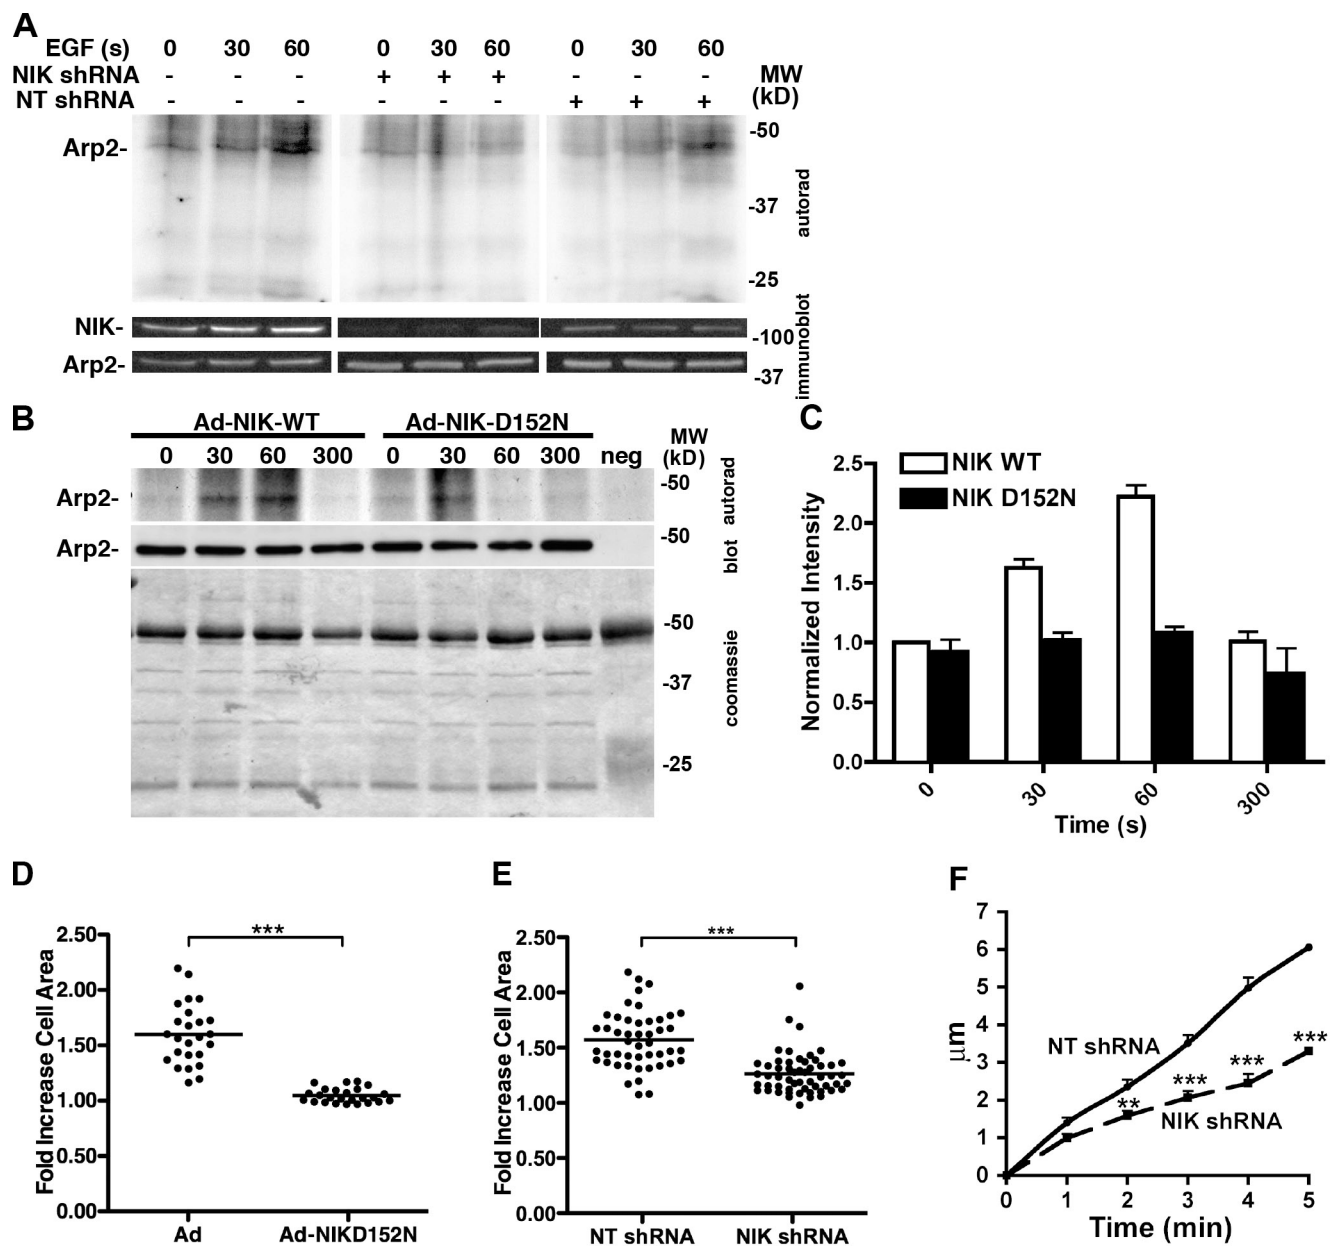 A
EGF (s) 0 30 60 0 30 60 0 30 60
NIK shRNA - - - + + + - - - MW
NT shRNA - - - - - - + + + (kD)
-50
Arp2-
-37
autorad
-25
NIK-
-100
Arp2-
-37
immunoblot
B
Ad-NIK-WT Ad-NIK-D152N
MW
0 30 60 300 0 30 60 300 neg (kD)
-50
Arp2-
autorad
-50
Arp2-
blot
-50
-37
coomassie
-25
C
NIK WT
NIK D152N
Normalized Intensity
2.5
2.0
1.5
1.0
0.5
0.0
0 30 60 300
Time (s)
D
***
Fold Increase Cell Area
2.50
2.00
1.50
1.00
0.50
0.00
Ad Ad-NIKD152N
E
***
Fold Increase Cell Area
2.50
2.00
1.50
1.00
0.50
0.00
NT shRNA NIK shRNA
F
µm
7
6
5
4
3
2
1
0
NT shRNA
** *** *** ***
NIK shRNA
0 1 2 3 4 5
Time (min)